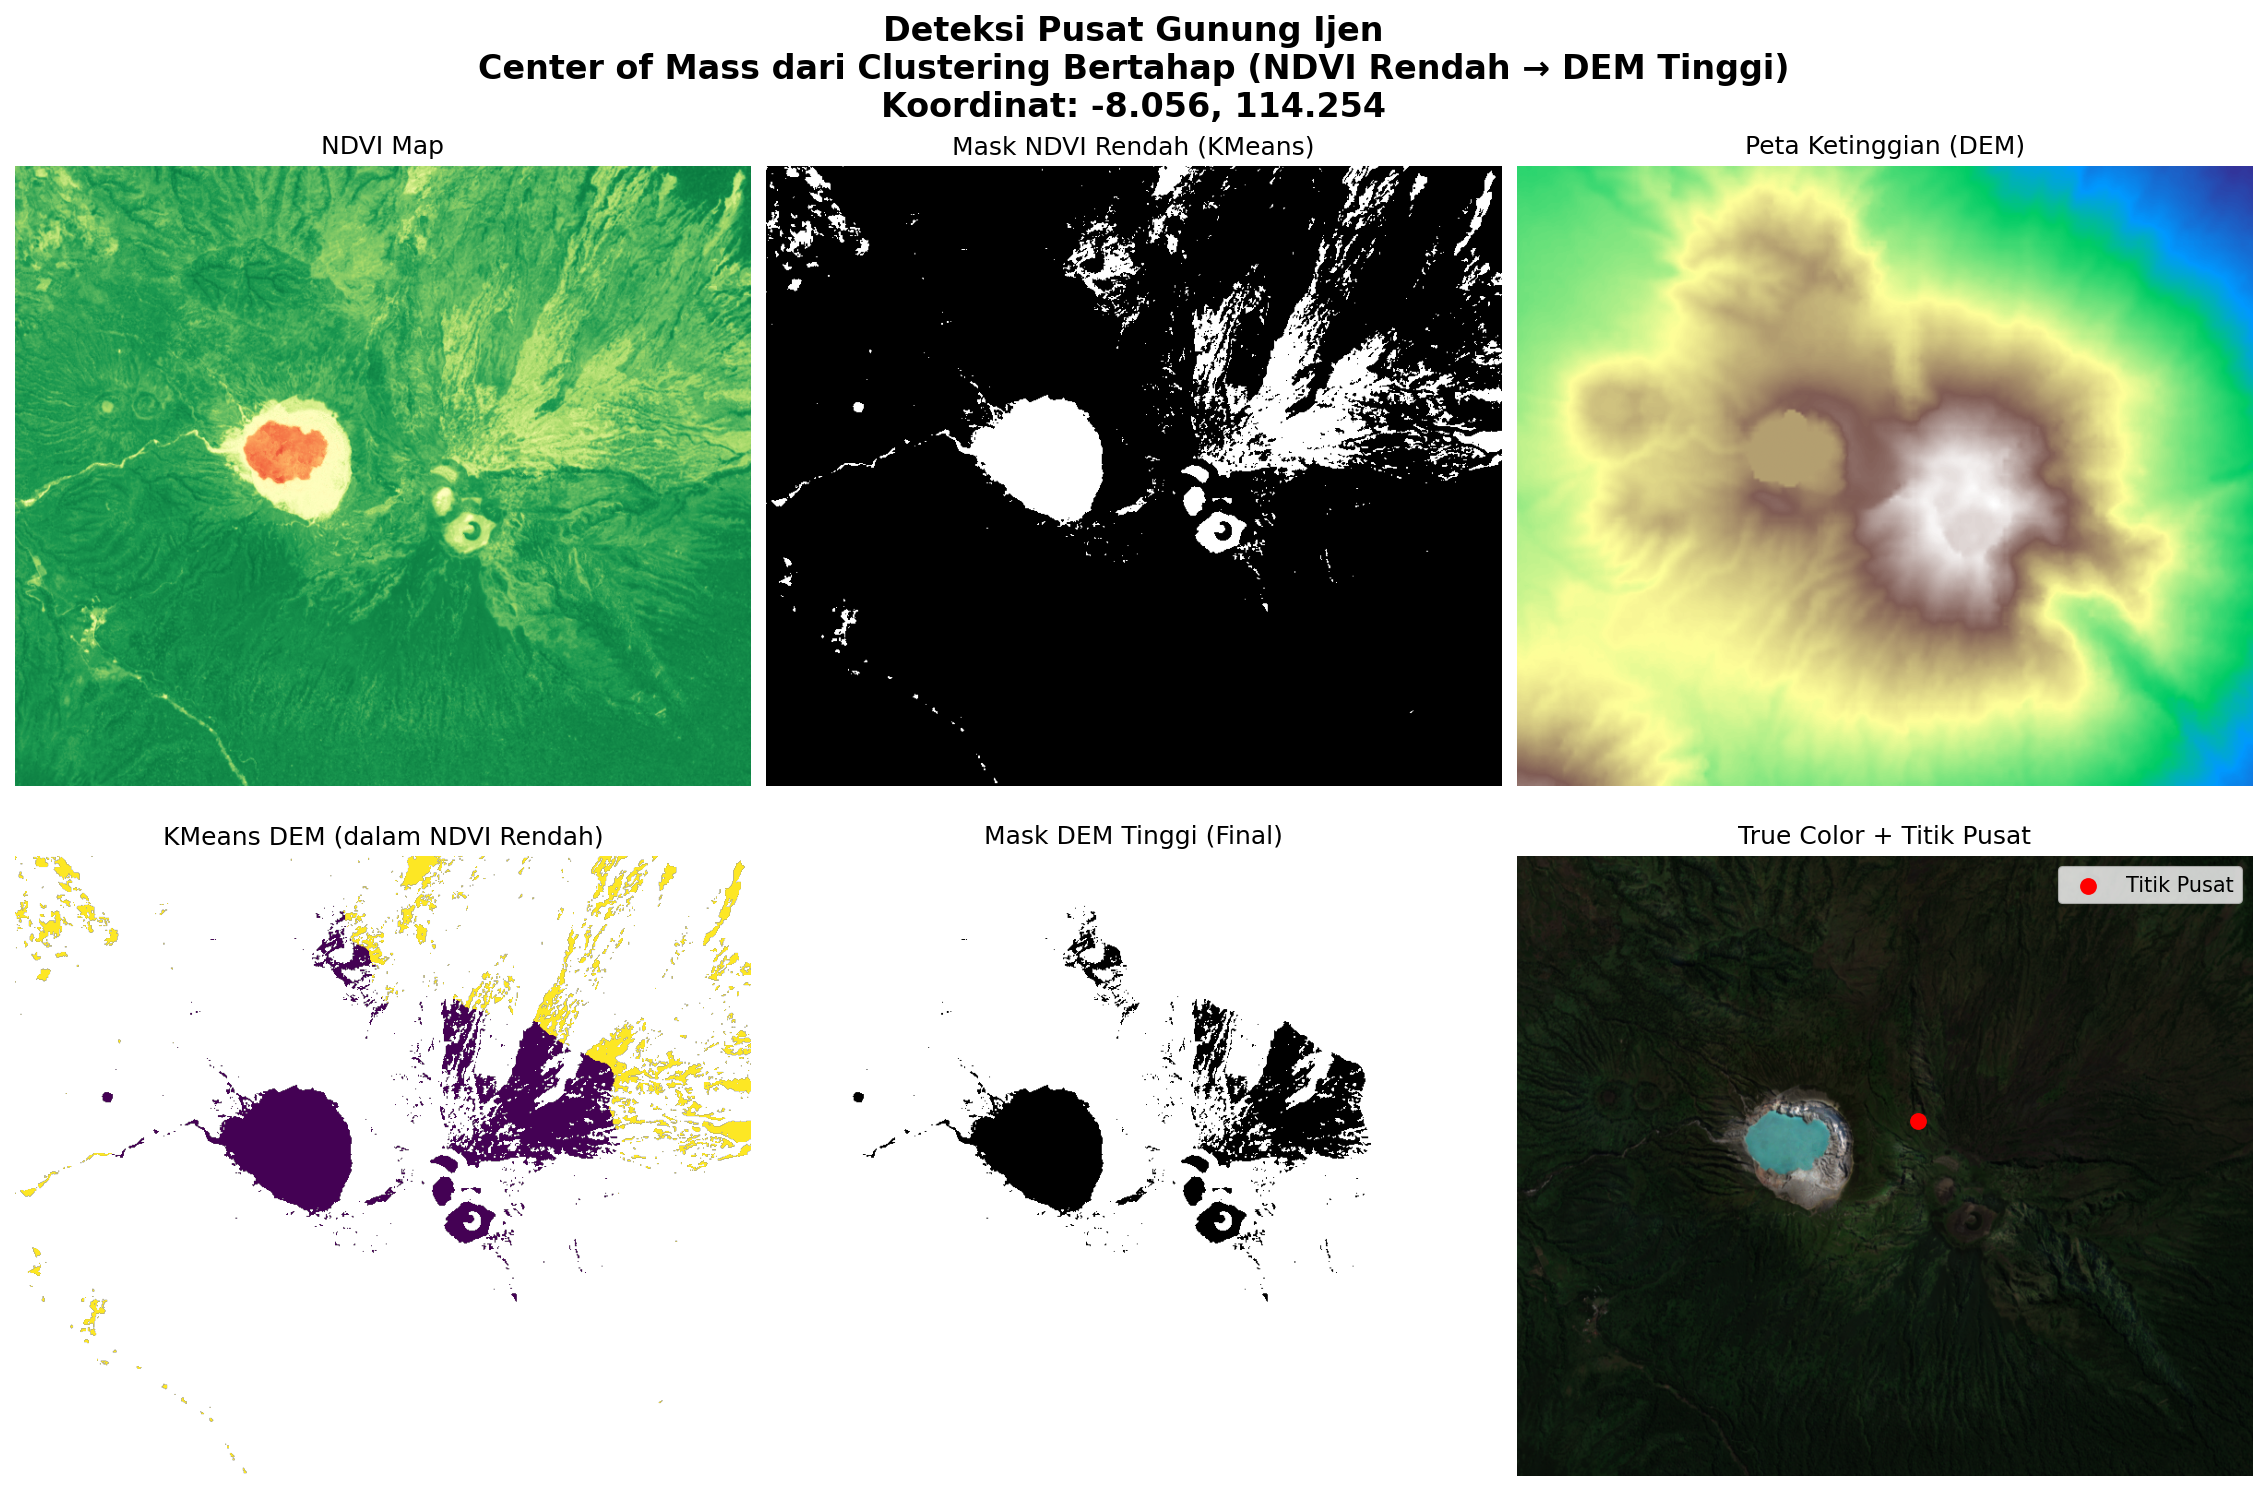 Deteksi Pusat Gunung Ijen
Center of Mass dari Clustering Bertahap (NDVI Rendah → DEM Tinggi)
Koordinat: -8.056, 114.254
NDVI Map
Mask NDVI Rendah (KMeans)
Peta Ketinggian (DEM)
KMeans DEM (dalam NDVI Rendah)
Mask DEM Tinggi (Final)
True Color + Titik Pusat
Titik Pusat